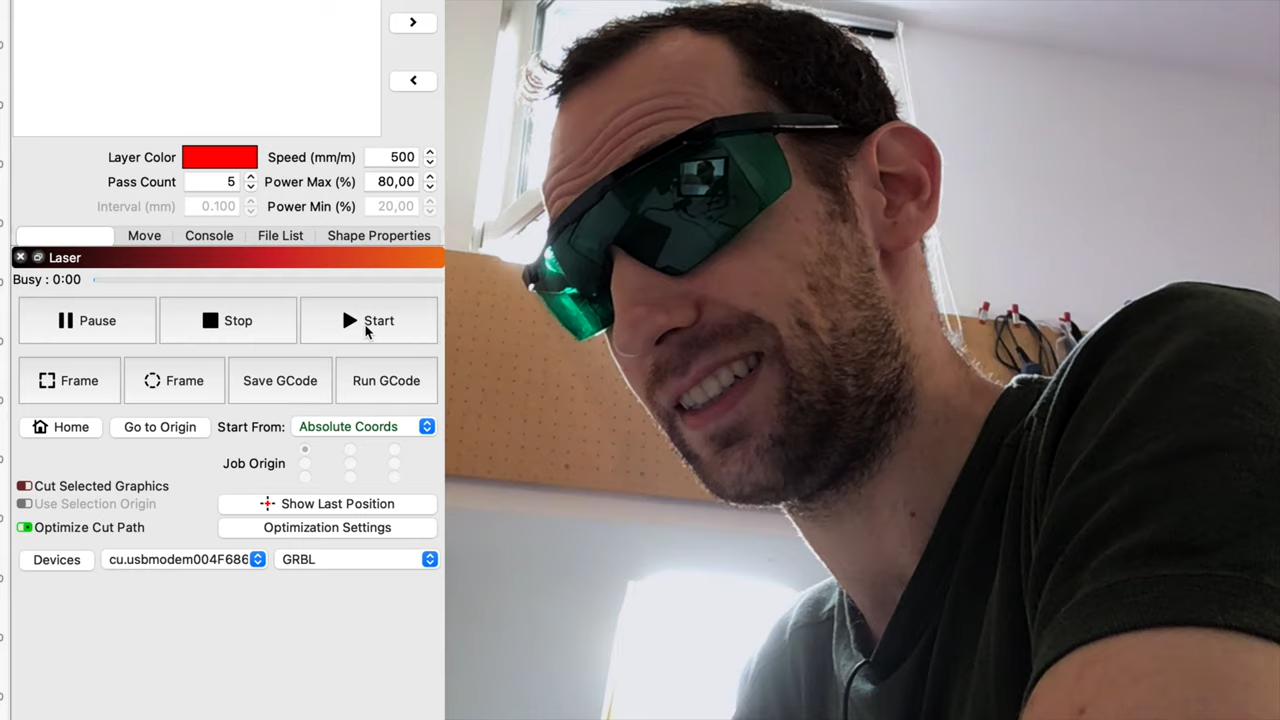 >
<
Layer Color Speed (mm/m) 500
Pass Count 5 Power Max (%) 80,00
Interval (mm) 0.100 Power Min (%) 20,00
Move Console File List Shape Properties
Laser
Busy : 0:00
Pause Stop Start
Frame Frame Save GCode Run GCode
Home Go to Origin Start From: Absolute Coords
Job Origin
Cut Selected Graphics
Use Selection Origin Show Last Position
Optimize Cut Path Optimization Settings
Devices cu.usbmodem004F686 GRBL